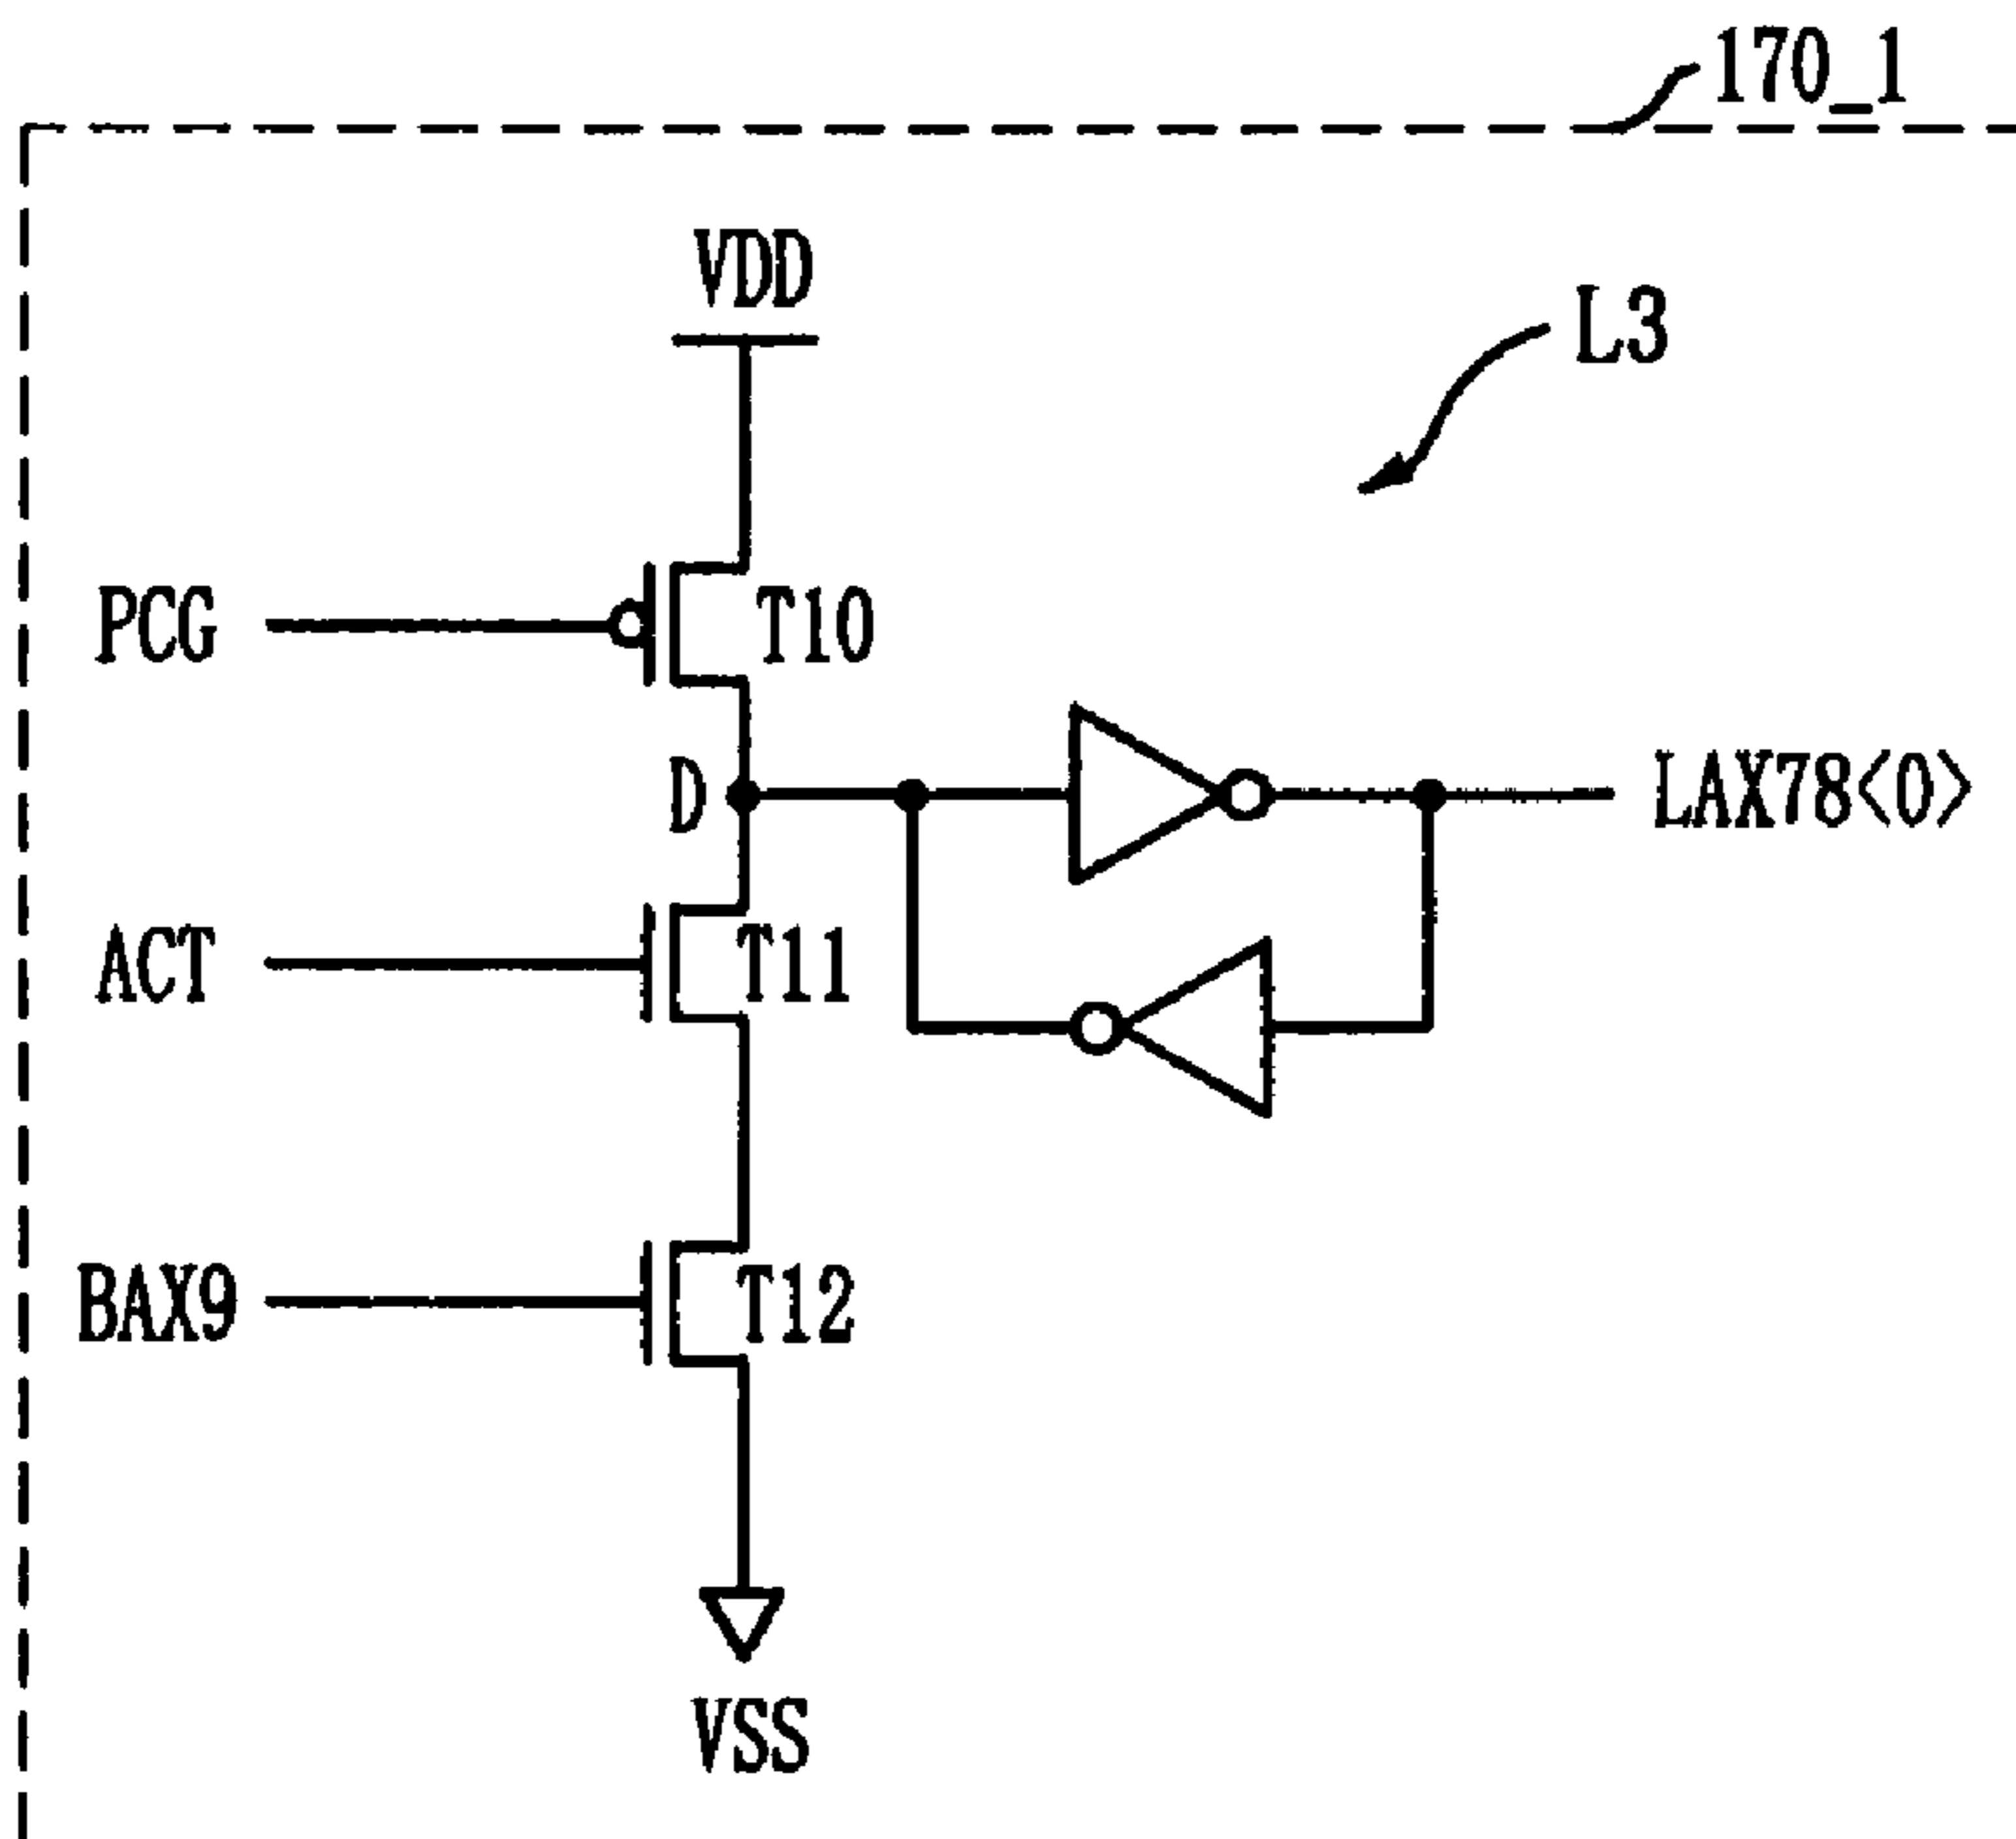 170_1
VDD
L3
PCG
T10
D
LAX78<0>
ACT
T11
BAX9
T12
VSS